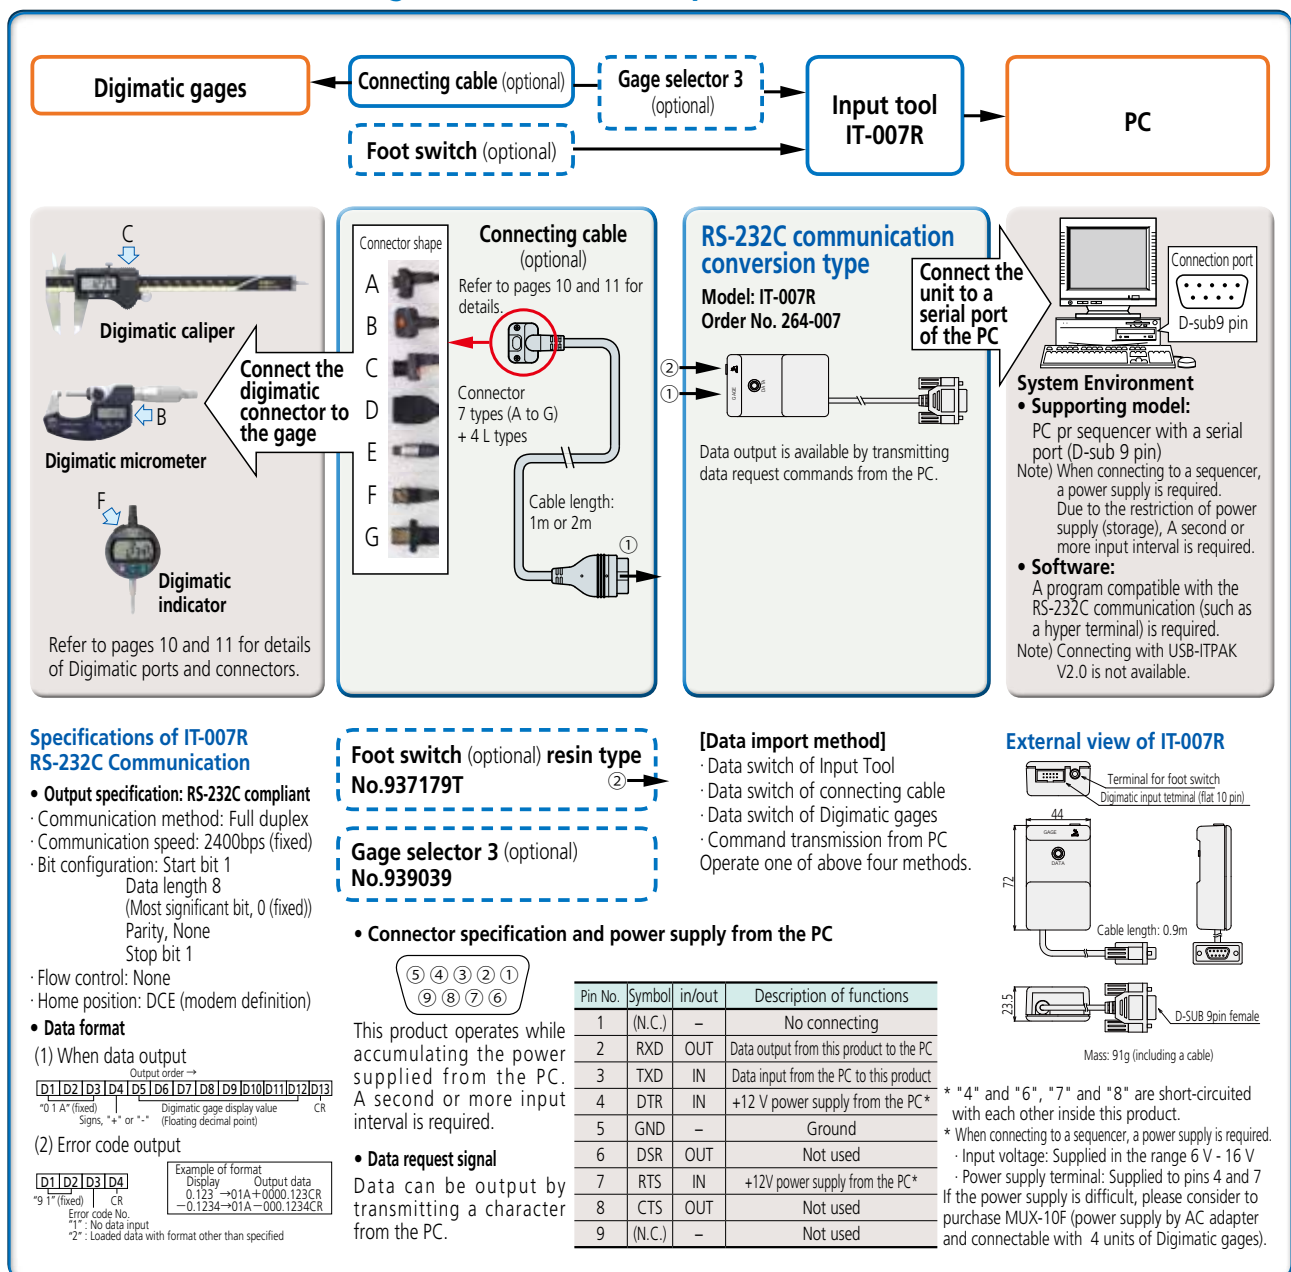 Digimatic gages
Connecting cable (optional)
Gage selector 3
(optional)
Input tool
IT-007R
PC
Foot switch (optional)
C
Digimatic caliper
B
Digimatic micrometer
F
Digimatic
indicator
Refer to pages 10 and 11 for details
of Digimatic ports and connectors.
Connect the
digimatic
connector to
the gage
Connector shape
A
B
C
D
E
F
G
Connecting cable
(optional)
Refer to pages 10 and 11 for
details.
Connector
7 types (A to G)
+ 4 L types
Cable length:
1m or 2m
①
RS-232C communication
conversion type
Model: IT-007R
Order No. 264-007
②
①
GAGE
DATA
Data output is available by transmitting
data request commands from the PC.
Connect the
unit to a
serial port
of the PC
Connection port
D-sub9 pin
System Environment
• Supporting model:
PC pr sequencer with a serial
port (D-sub 9 pin)
Note) When connecting to a sequencer,
a power supply is required.
Due to the restriction of power
supply (storage), A second or
more input interval is required.
• Software:
A program compatible with the
RS-232C communication (such as
a hyper terminal) is required.
Note) Connecting with USB-ITPAK
V2.0 is not available.
Specifications of IT-007R
RS-232C Communication
• Output specification: RS-232C compliant
· Communication method: Full duplex
· Communication speed: 2400bps (fixed)
· Bit configuration: Start bit 1
Data length 8
(Most significant bit, 0 (fixed))
Parity, None
Stop bit 1
· Flow control: None
· Home position: DCE (modem definition)
• Data format
(1) When data output
Output order →
D1 D2 D3 D4 D5 D6 D7 D8 D9 D10 D11 D12 D13
"0 1 A" (fixed)
Signs, "+" or "-"
Digimatic gage display value
(Floating decimal point)
CR
(2) Error code output
D1 D2 D3 D4
"9 1" (fixed)
CR
Error code No.
"1" : No data input
"2" : Loaded data with format other than specified
Example of format
Display Output data
0.123 →01A+0000.123CR
−0.1234→01A−000.1234CR
Foot switch (optional) resin type
No.937179T
②
Gage selector 3 (optional)
No.939039
[Data import method]
· Data switch of Input Tool
· Data switch of connecting cable
· Data switch of Digimatic gages
· Command transmission from PC
Operate one of above four methods.
• Connector specification and power supply from the PC
⑤ ④ ③ ② ①
⑨ ⑧ ⑦ ⑥
This product operates while
accumulating the power
supplied from the PC.
A second or more input
interval is required.
• Data request signal
Data can be output by
transmitting a character
from the PC.
Pin No. Symbol in/out Description of functions
1 (N.C.) – No connecting
2 RXD OUT Data output from this product to the PC
3 TXD IN Data input from the PC to this product
4 DTR IN +12 V power supply from the PC*
5 GND – Ground
6 DSR OUT Not used
7 RTS IN +12V power supply from the PC*
8 CTS OUT Not used
9 (N.C.) – Not used
External view of IT-007R
Terminal for foot switch
Digimatic input tetminal (flat 10 pin)
44
GAGE
DATA
72
Cable length: 0.9m
23.5
D-SUB 9pin female
Mass: 91g (including a cable)
* "4" and "6", "7" and "8" are short-circuited
with each other inside this product.
* When connecting to a sequencer, a power supply is required.
· Input voltage: Supplied in the range 6 V - 16 V
· Power supply terminal: Supplied to pins 4 and 7
If the power supply is difficult, please consider to
purchase MUX-10F (power supply by AC adapter
and connectable with 4 units of Digimatic gages).